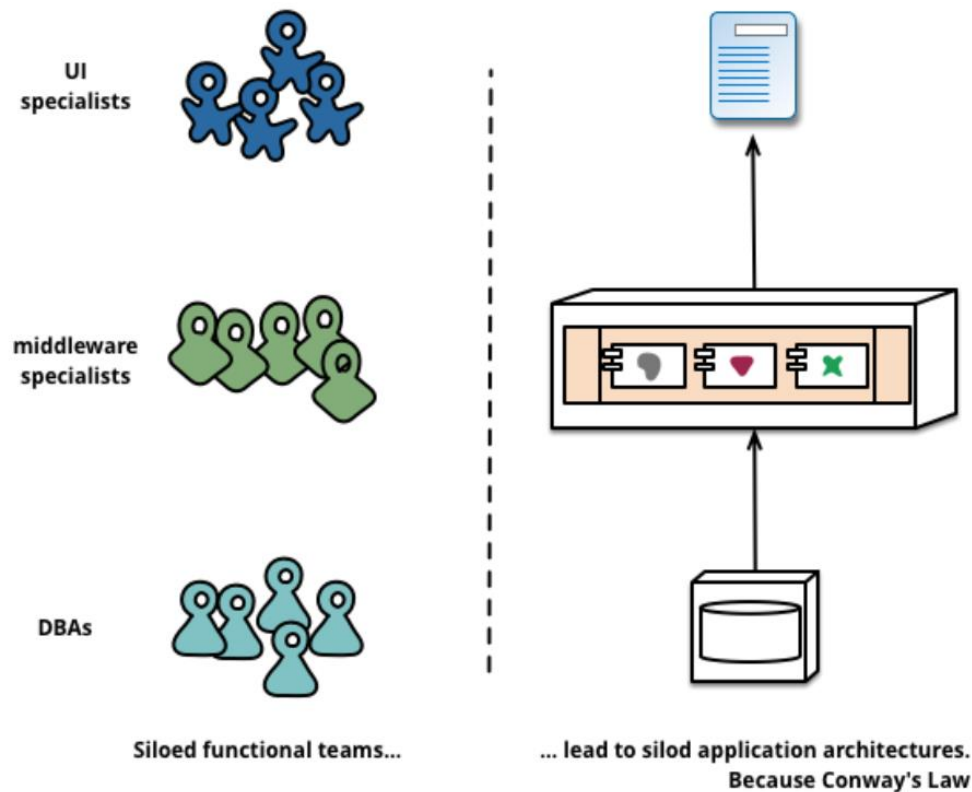 UI
specialists
middleware
specialists
DBAs
Siloed functional teams...
... lead to silod application architectures.
Because Conway's Law